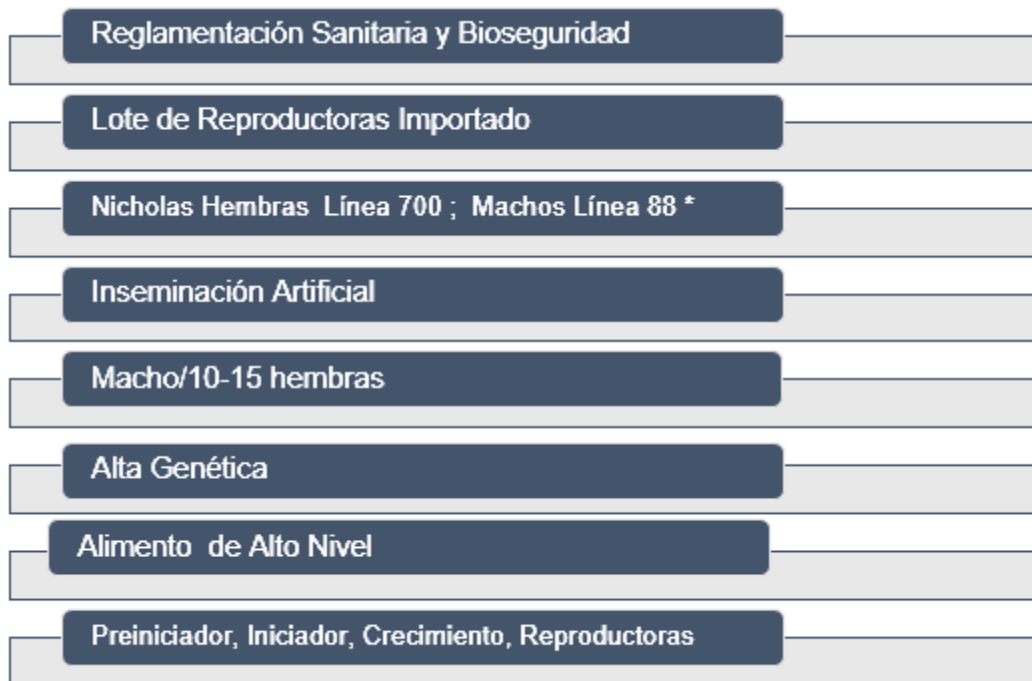 Reglamentación Sanitaria y Bioseguridad
Lote de Reproductoras Importado
Nicholas Hembras  Línea 700 ;  Machos Línea 88 *
Inseminación Artificial
Macho/10-15 hembras
Alta Genética
Alimento  de Alto Nivel
Preiniciador, Iniciador, Crecimiento, Reproductoras